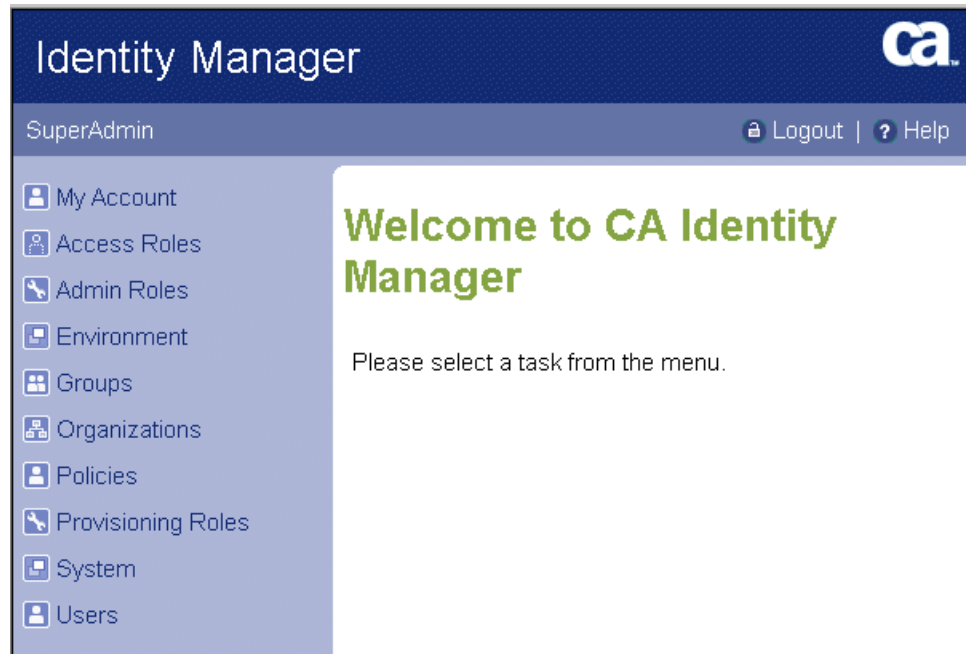 Identity Manager
ca
SuperAdmin
Logout | Help
My Account
Access Roles
Admin Roles
Environment
Groups
Organizations
Policies
Provisioning Roles
System
Users
Welcome to CA Identity
Manager
Please select a task from the menu.